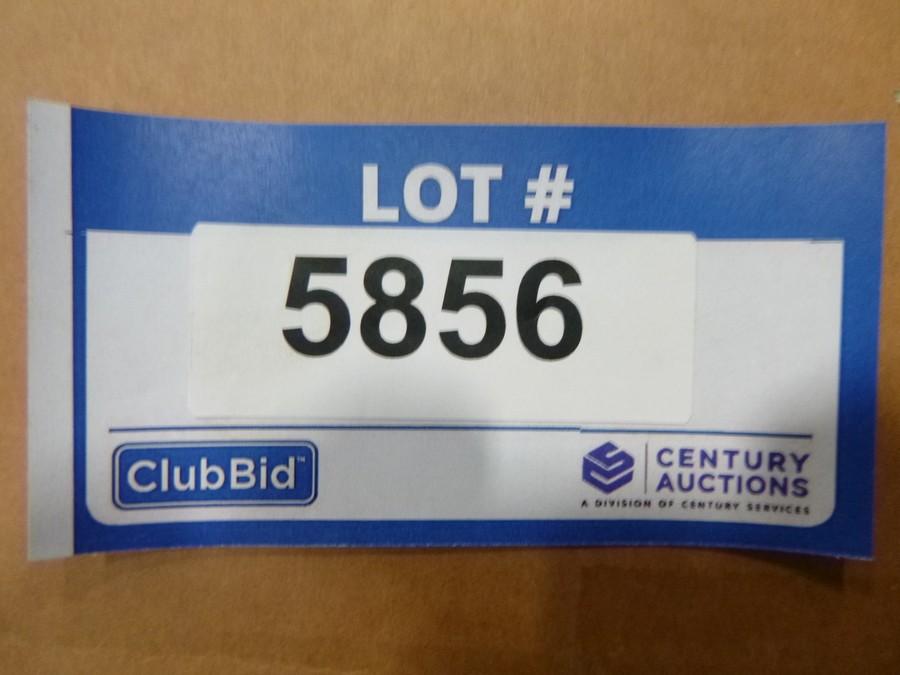 LOT #
5856
ClubBid™
CENTURY
AUCTIONS
A DIVISION OF CENTURY SERVICES